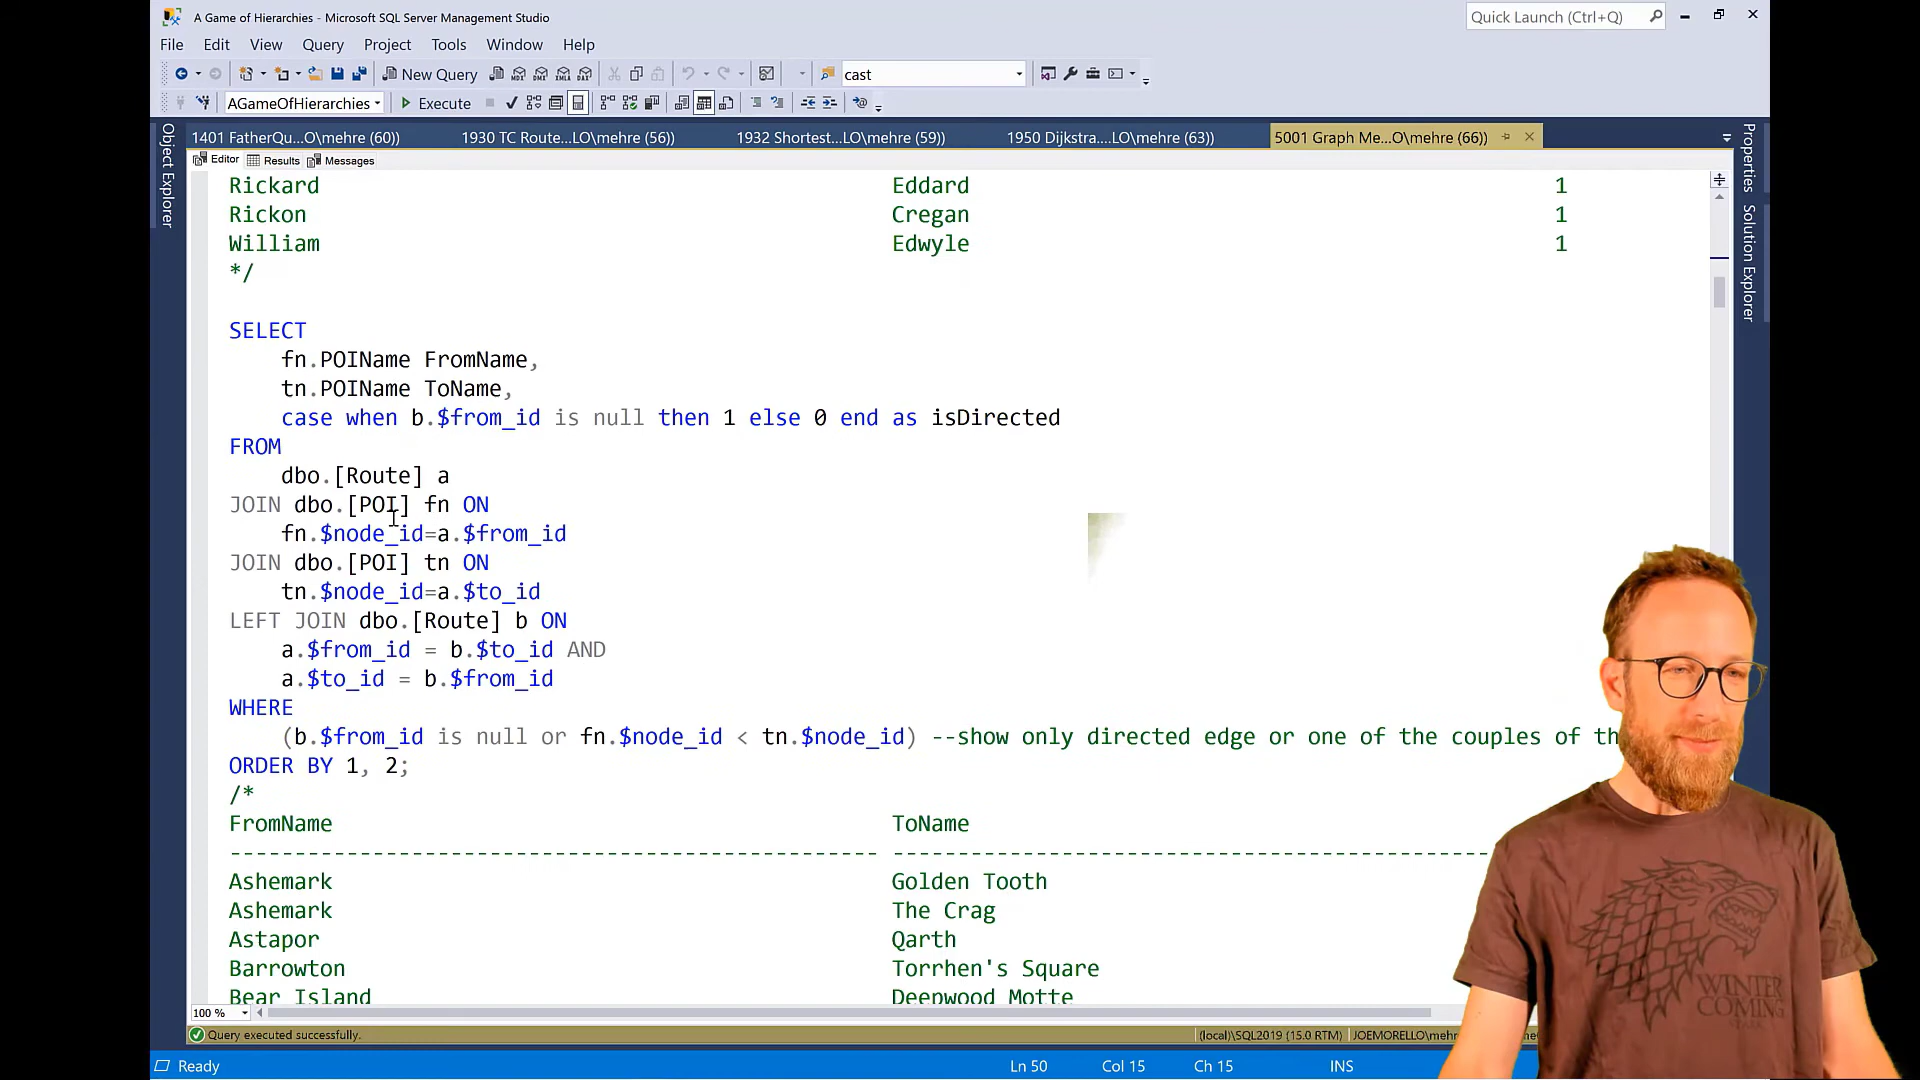 A Game of Hierarchies - Microsoft SQL Server Management Studio
Quick Launch (Ctrl+Q)
File Edit View Query Project Tools Window Help
New Query
cast
AGameOfHierarchies
Execute
1401 FatherQu...O\mehre (60))
1930 TC Route...LO\mehre (56))
1932 Shortest...LO\mehre (59))
1950 Dijkstra....LO\mehre (63))
5001 Graph Me...O\mehre (66))
Object Explorer
Properties
Solution Explorer
Editor Results Messages
Rickard Eddard 1
Rickon Cregan 1
William Edwyle 1
*/
SELECT
fn.POIName FromName,
tn.POIName ToName,
case when b.$from_id is null then 1 else 0 end as isDirected
FROM
dbo.[Route] a
JOIN dbo.[POI] fn ON
fn.$node_id=a.$from_id
JOIN dbo.[POI] tn ON
tn.$node_id=a.$to_id
LEFT JOIN dbo.[Route] b ON
a.$from_id = b.$to_id AND
a.$to_id = b.$from_id
WHERE
(b.$from_id is null or fn.$node_id < tn.$node_id) --show only directed edge or one of the couples of th
ORDER BY 1, 2;
/*
FromName ToName
Ashemark Golden Tooth
Ashemark The Crag
Astapor Qarth
Barrowton Torrhen's Square
Bear Island Deepwood Motte
WINTER
COMING
STARK
100 %
Query executed successfully.
(local)\SQL2019 (15.0 RTM)
JOEMORELLO\mehre
Ready
Ln 50
Col 15
Ch 15
INS